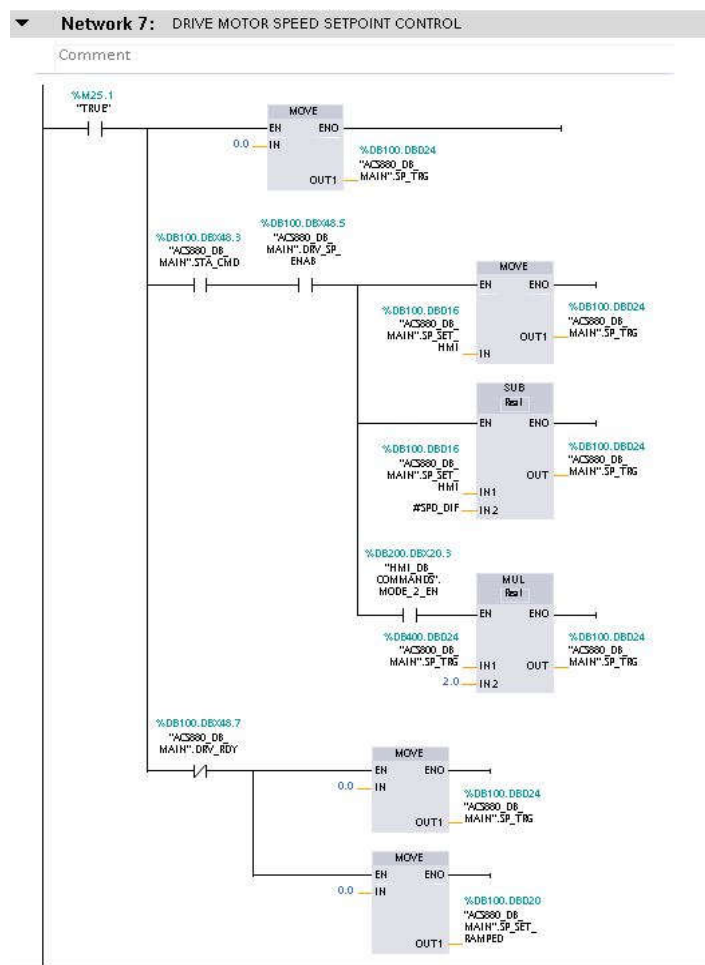 Network 7: DRIVE MOTOR SPEED SETPOINT CONTROL
Comment
%M25.1
"TRUE"
MOVE
EN ENO
0.0 IN
%DB100.DBD24
"ACS880_DB_
MAIN".SP_TRG
OUT1
%DB100.DBX48.3
"ACS880_DB_
MAIN".STA_CMD
%DB100.DBX48.5
"ACS880_DB_
MAIN".DRV_SP_
ENAB
MOVE
EN ENO
%DB100.DBD16
"ACS880_DB_
MAIN".SP_SET_
HMI
IN
%DB100.DBD24
"ACS880_DB_
MAIN".SP_TRG
OUT1
SUB
Real
EN ENO
%DB100.DBD16
"ACS880_DB_
MAIN".SP_SET_
HMI
IN1
#SPD_DIF
IN2
%DB100.DBD24
"ACS880_DB_
MAIN".SP_TRG
OUT
%DB200.DBX20.3
"HMI_DB_
COMMANDS".
MODE_2_EN
MUL
Real
EN ENO
%DB400.DBD24
"ACS800_DB_
MAIN".SP_TRG
IN1
2.0 IN2
%DB100.DBD24
"ACS880_DB_
MAIN".SP_TRG
OUT
%DB100.DBX48.7
"ACS880_DB_
MAIN".DRV_RDY
MOVE
EN ENO
0.0 IN
%DB100.DBD24
"ACS880_DB_
MAIN".SP_TRG
OUT1
MOVE
EN ENO
0.0 IN
%DB100.DBD20
"ACS880_DB_
MAIN".SP_SET_
RAMPED
OUT1